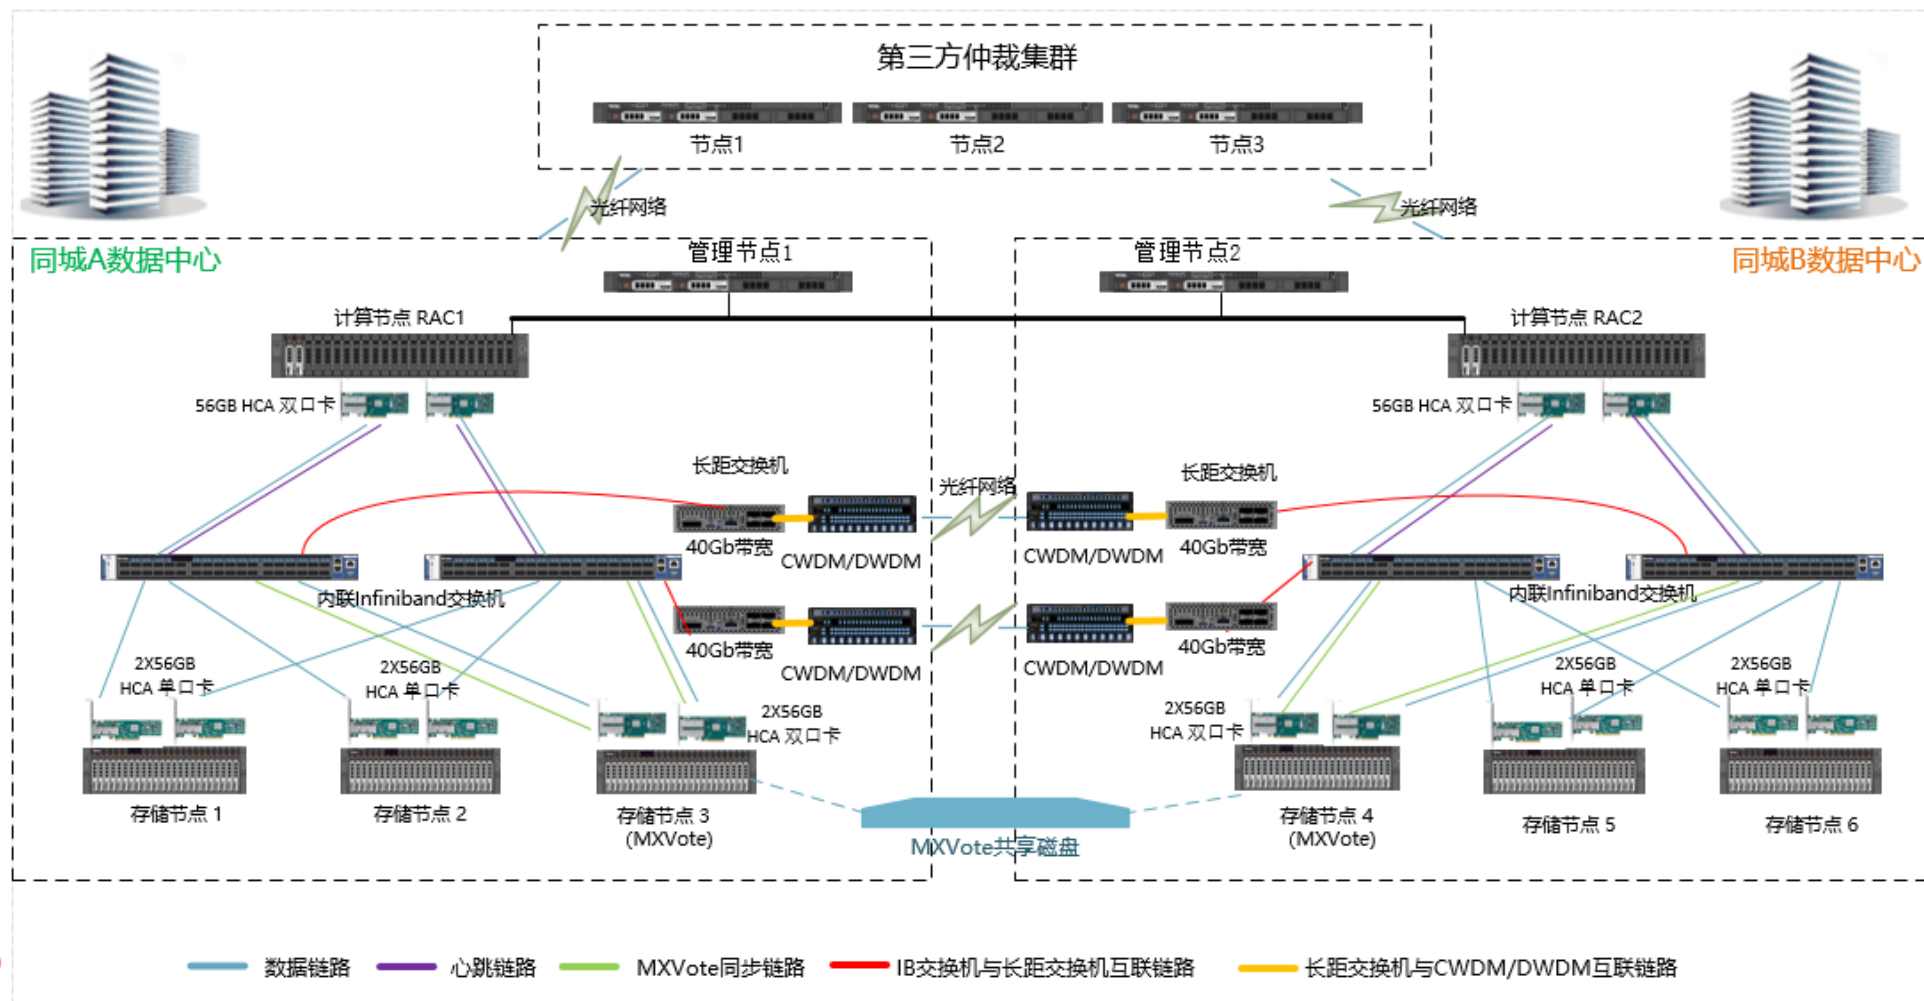 第三方仲裁集群
节点1
节点2
节点3
光纤网络
光纤网络
同城A数据中心
管理节点1
管理节点2
同城B数据中心
计算节点 RAC1
计算节点 RAC2
56GB HCA 双口卡
56GB HCA 双口卡
长距交换机
光纤网络
长距交换机
40Gb带宽
CWDM/DWDM
CWDM/DWDM
40Gb带宽
内联Infiniband交换机
内联Infiniband交换机
40Gb带宽
CWDM/DWDM
CWDM/DWDM
40Gb带宽
2X56GB
HCA 单口卡
2X56GB
HCA 单口卡
2X56GB
HCA 双口卡
2X56GB
HCA 双口卡
2X56GB
HCA 单口卡
2X56GB
HCA 单口卡
存储节点 1
存储节点 2
存储节点 3
(MXVote)
MXVote共享磁盘
存储节点 4
(MXVote)
存储节点 5
存储节点 6
数据链路
心跳链路
MXVote同步链路
IB交换机与长距交换机互联链路
长距交换机与CWDM/DWDM互联链路